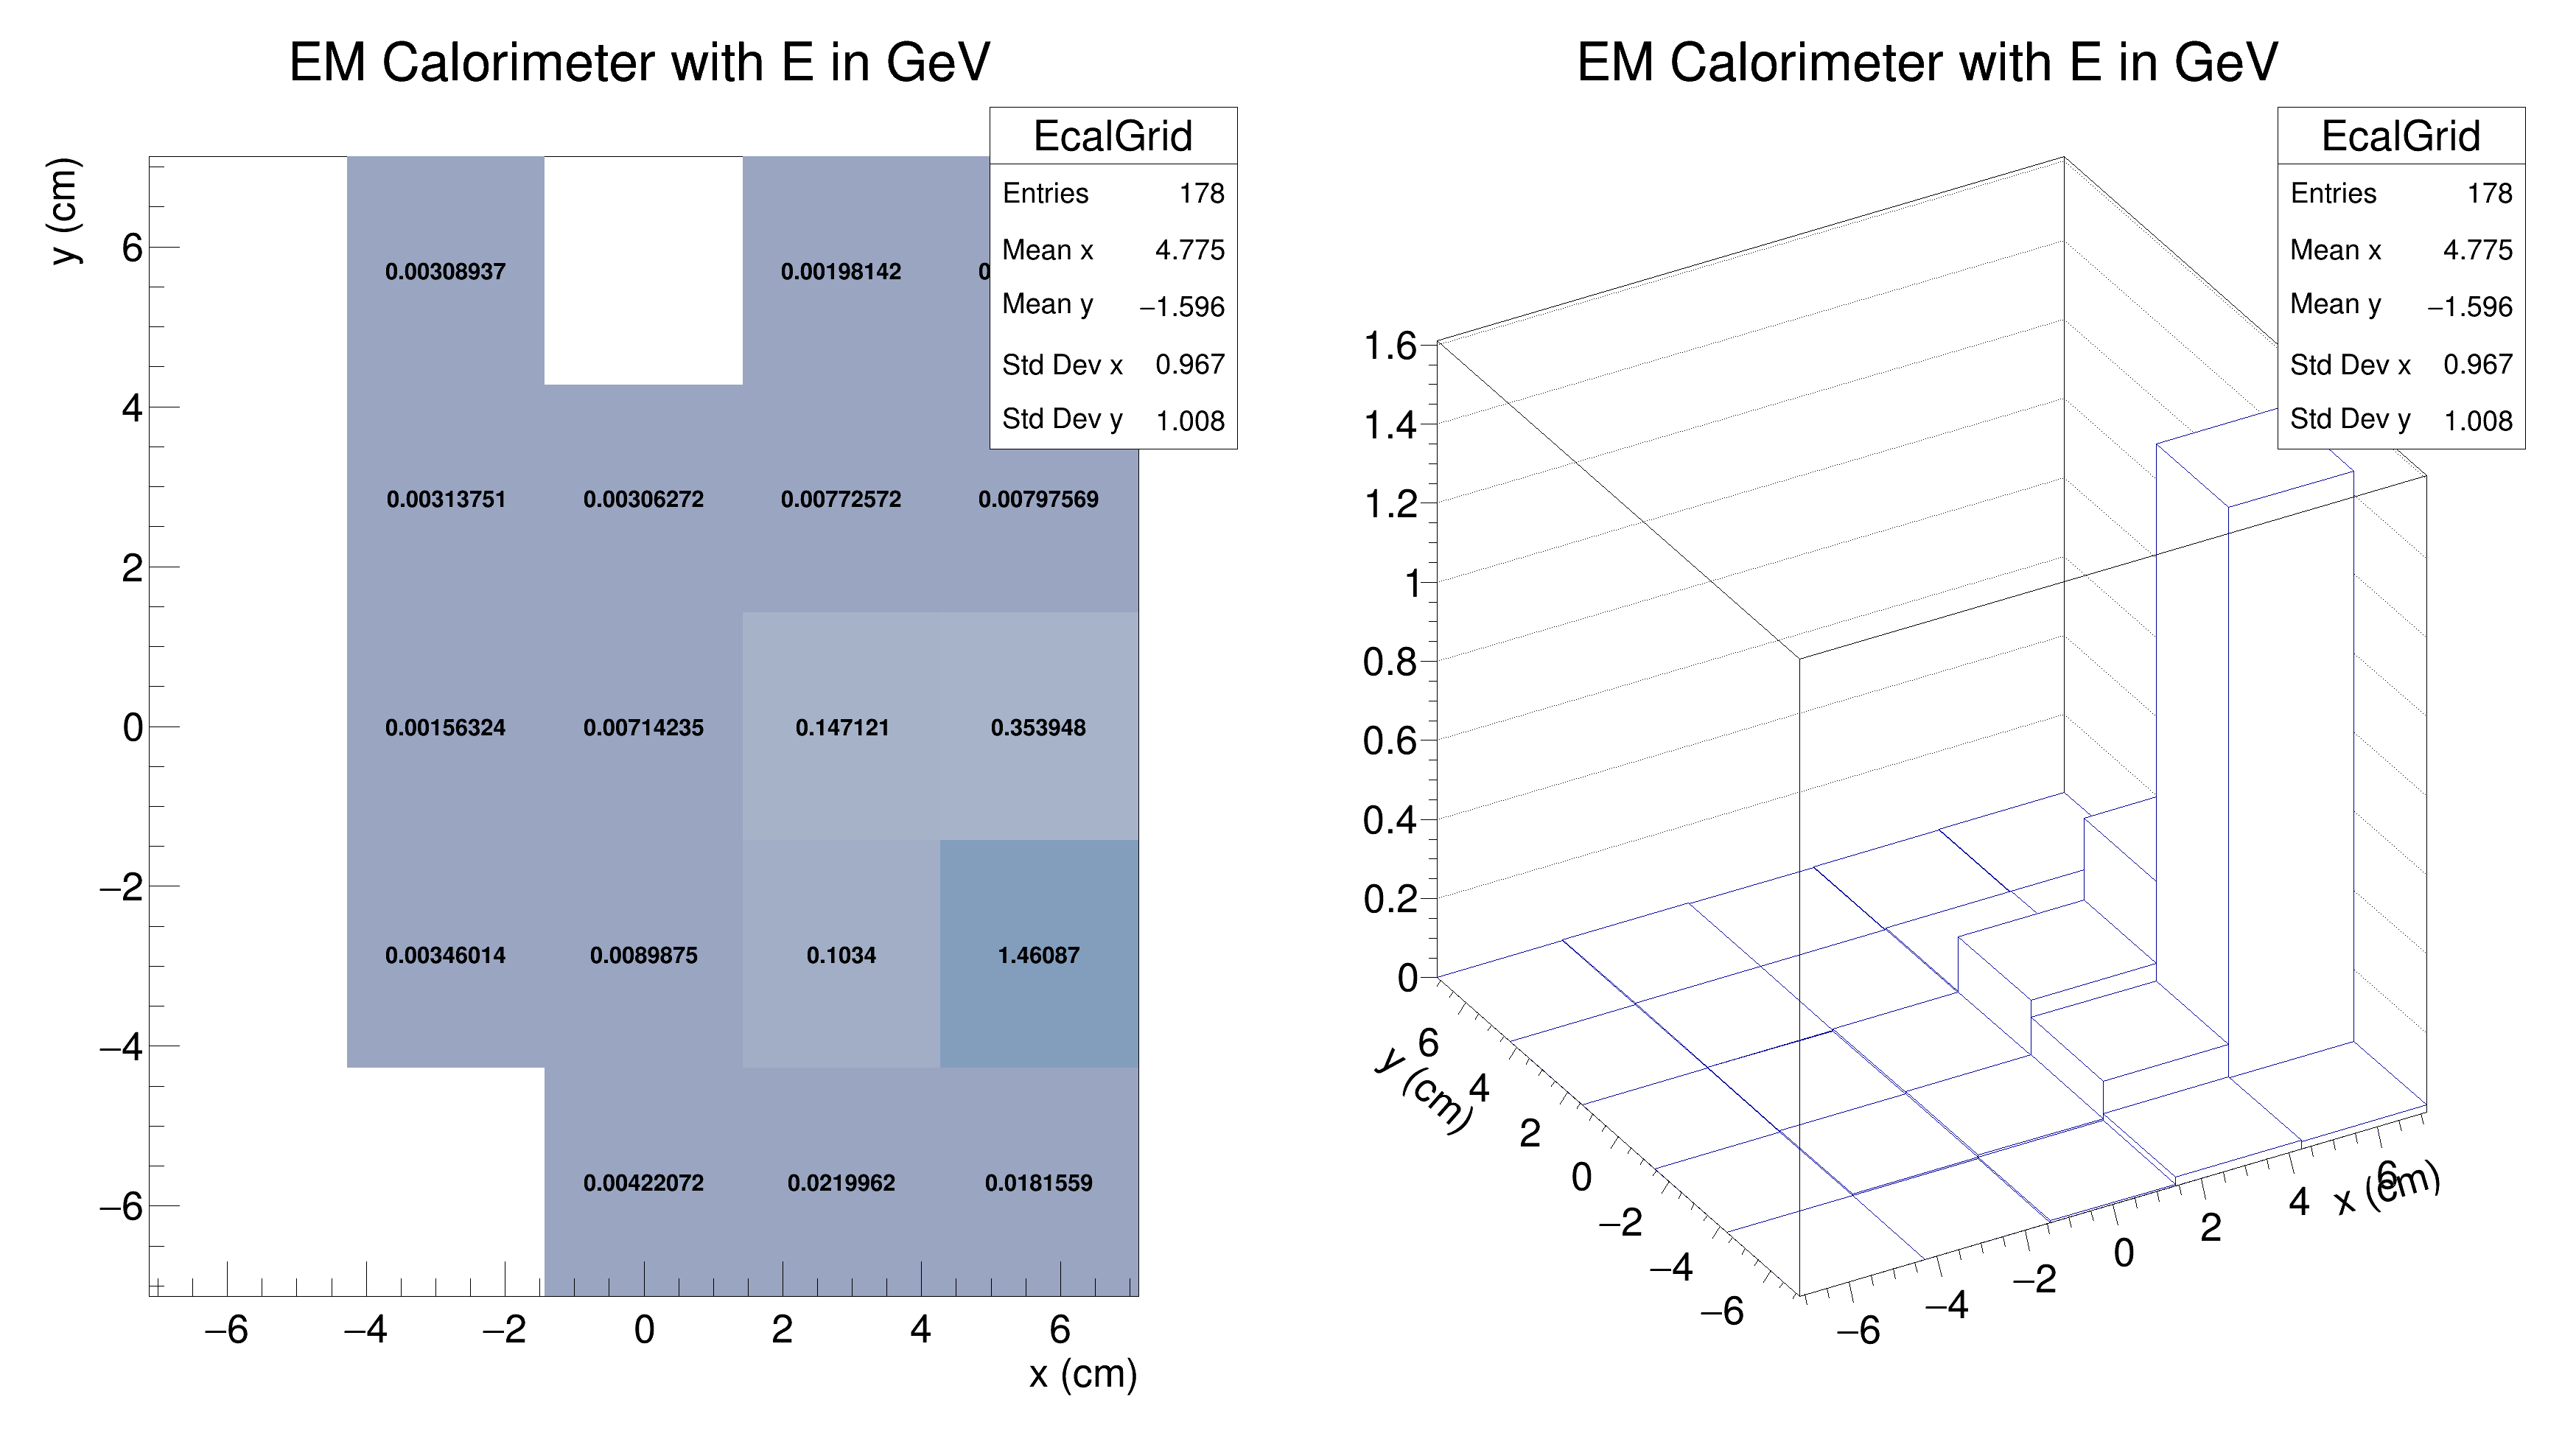 EM Calorimeter with E in GeV
EcalGrid
Entries 178
Mean x 4.775
Mean y −1.596
Std Dev x 0.967
Std Dev y 1.008
y (cm)
6
4
2
0
−2
−4
−6
0.00308937 0.00198142
0.00313751 0.00306272 0.00772572 0.00797569
0.00156324 0.00714235 0.147121 0.353948
0.00346014 0.0089875 0.1034 1.46087
0.00422072 0.0219962 0.0181559
−6 −4 −2 0 2 4 6
x (cm)
EM Calorimeter with E in GeV
EcalGrid
Entries 178
Mean x 4.775
Mean y −1.596
Std Dev x 0.967
Std Dev y 1.008
1.6
1.4
1.2
1
0.8
0.6
0.4
0.2
0
6
4
2
0
−2
−4
−6
y (cm)
−6
−4
−2
0
2
4
6
x (cm)